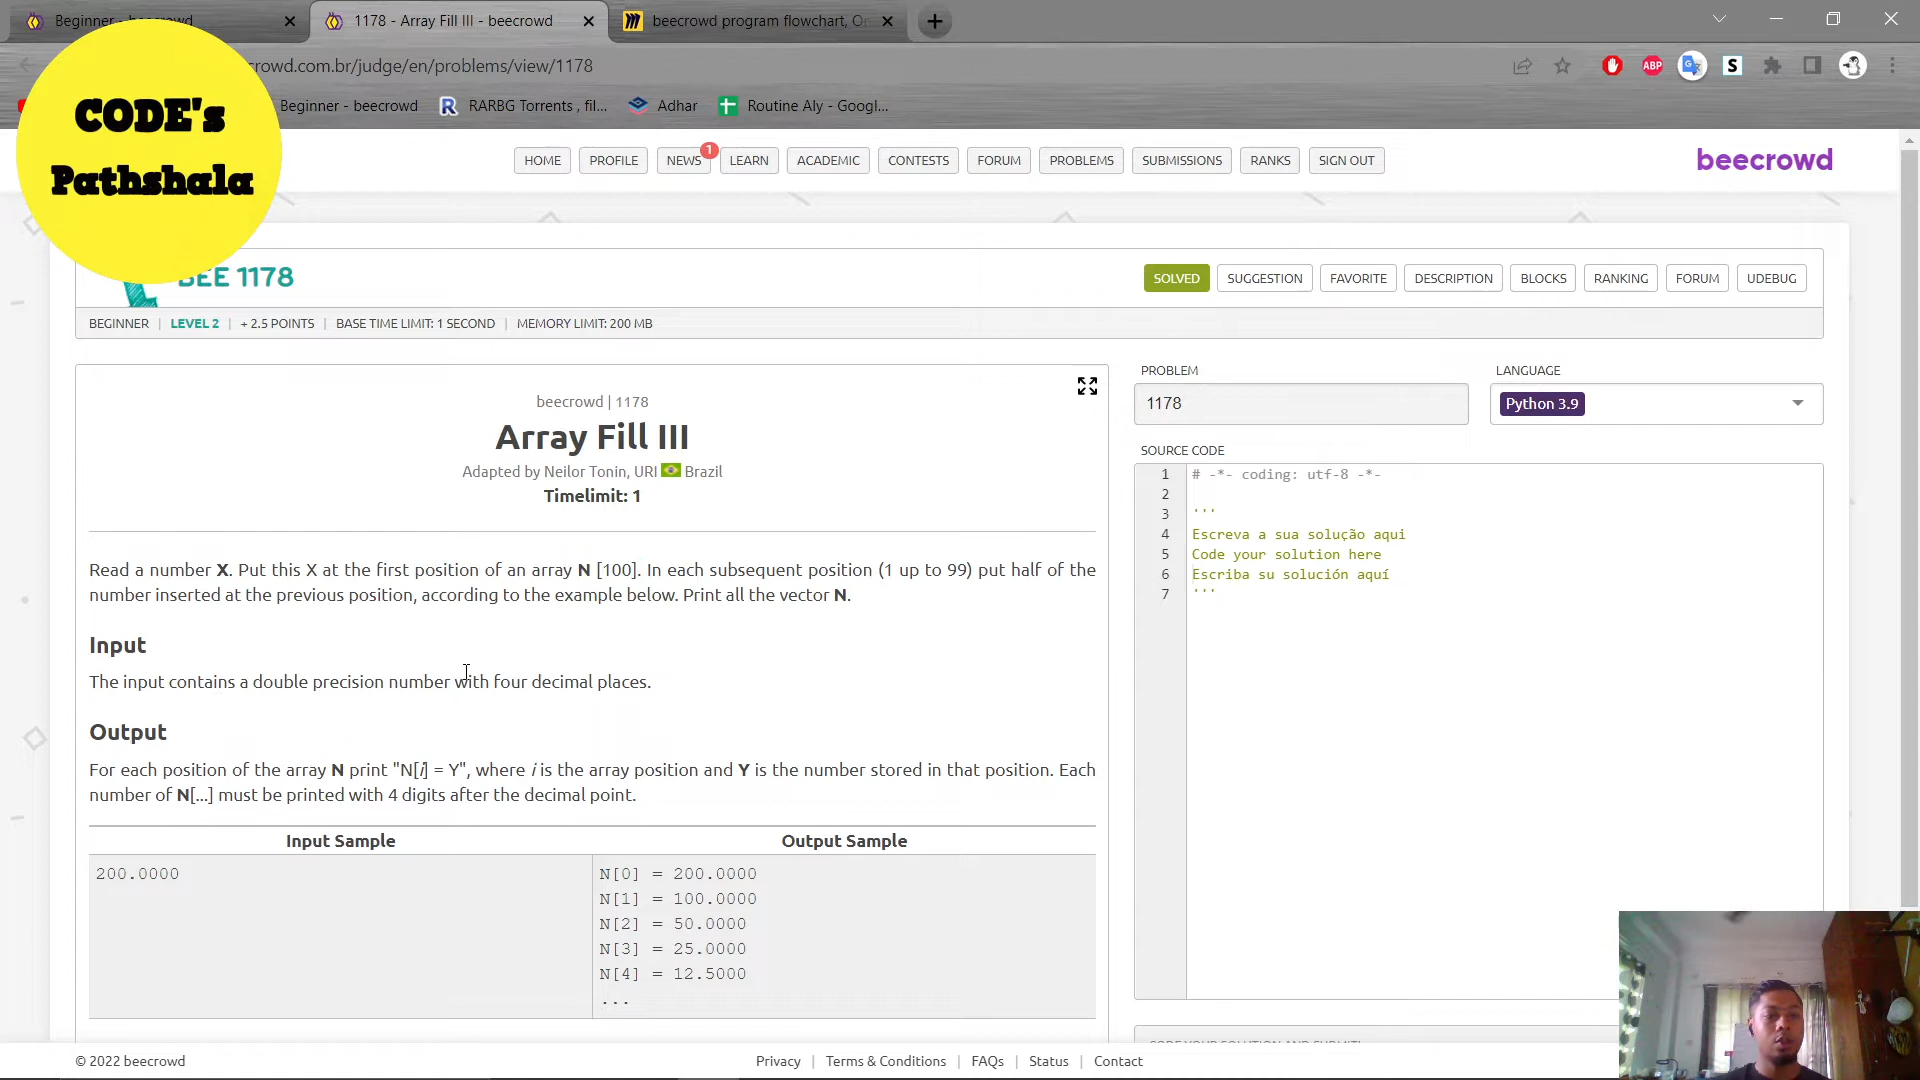 Beginner - beecrowd
1178 - Array Fill III - beecrowd
beecrowd program flowchart, On
crowd.com.br/judge/en/problems/view/1178
ABP
S
Beginner - beecrowd
R
RARBG Torrents , fil...
Adhar
Routine Aly - Googl...
CODE's
Pathshala
HOME
PROFILE
NEWS
1
LEARN
ACADEMIC
CONTESTS
FORUM
PROBLEMS
SUBMISSIONS
RANKS
SIGN OUT
beecrowd
BEE 1178
SOLVED
SUGGESTION
FAVORITE
DESCRIPTION
BLOCKS
RANKING
FORUM
UDEBUG
BEGINNER | LEVEL 2 | + 2.5 POINTS | BASE TIME LIMIT: 1 SECOND | MEMORY LIMIT: 200 MB
beecrowd | 1178
Array Fill III
Adapted by Neilor Tonin, URI Brazil
Timelimit: 1
Read a number X. Put this X at the first position of an array N [100]. In each subsequent position (1 up to 99) put half of the
number inserted at the previous position, according to the example below. Print all the vector N.
Input
The input contains a double precision number with four decimal places.
Output
For each position of the array N print "N[i] = Y", where i is the array position and Y is the number stored in that position. Each
number of N[...] must be printed with 4 digits after the decimal point.
Input Sample
Output Sample
200.0000
N[0] = 200.0000
N[1] = 100.0000
N[2] = 50.0000
N[3] = 25.0000
N[4] = 12.5000
...
PROBLEM
1178
LANGUAGE
Python 3.9
SOURCE CODE
1 # -*- coding: utf-8 -*-
2
3 '''
4 Escreva a sua solução aqui
5 Code your solution here
6 Escriba su solución aquí
7 '''
CODE YOUR SOLUTION AND SUBMIT!
© 2022 beecrowd
Privacy | Terms & Conditions | FAQs | Status | Contact